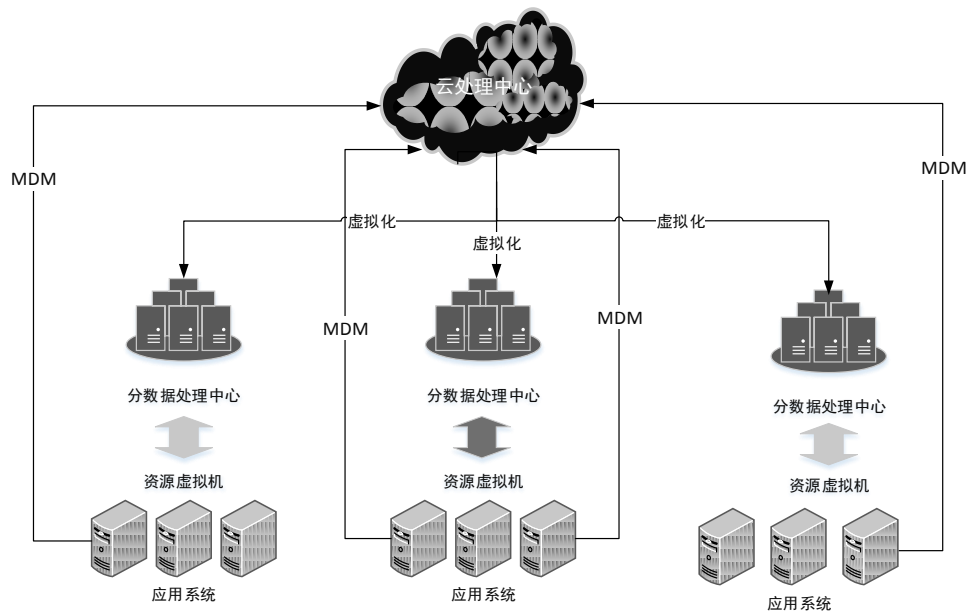 云处理中心
MDM
MDM
虚拟化
虚拟化
虚拟化
MDM
MDM
分数据处理中心
分数据处理中心
分数据处理中心
资源虚拟机
资源虚拟机
资源虚拟机
应用系统
应用系统
应用系统